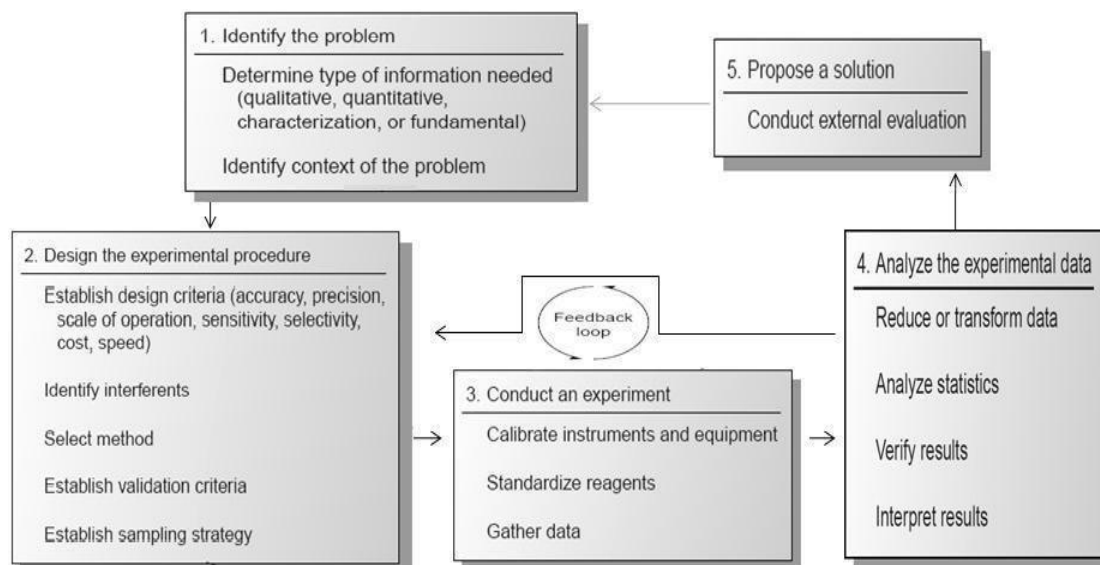 1. Identify the problem
Determine type of information needed
(qualitative, quantitative,
characterization, or fundamental)
Identify context of the problem
2. Design the experimental procedure
Establish design criteria (accuracy, precision,
scale of operation, sensitivity, selectivity,
cost, speed)
Identify interferents
Select method
Establish validation criteria
Establish sampling strategy
Feedback
loop
3. Conduct an experiment
Calibrate instruments and equipment
Standardize reagents
Gather data
4. Analyze the experimental data
Reduce or transform data
Analyze statistics
Verify results
Interpret results
5. Propose a solution
Conduct external evaluation